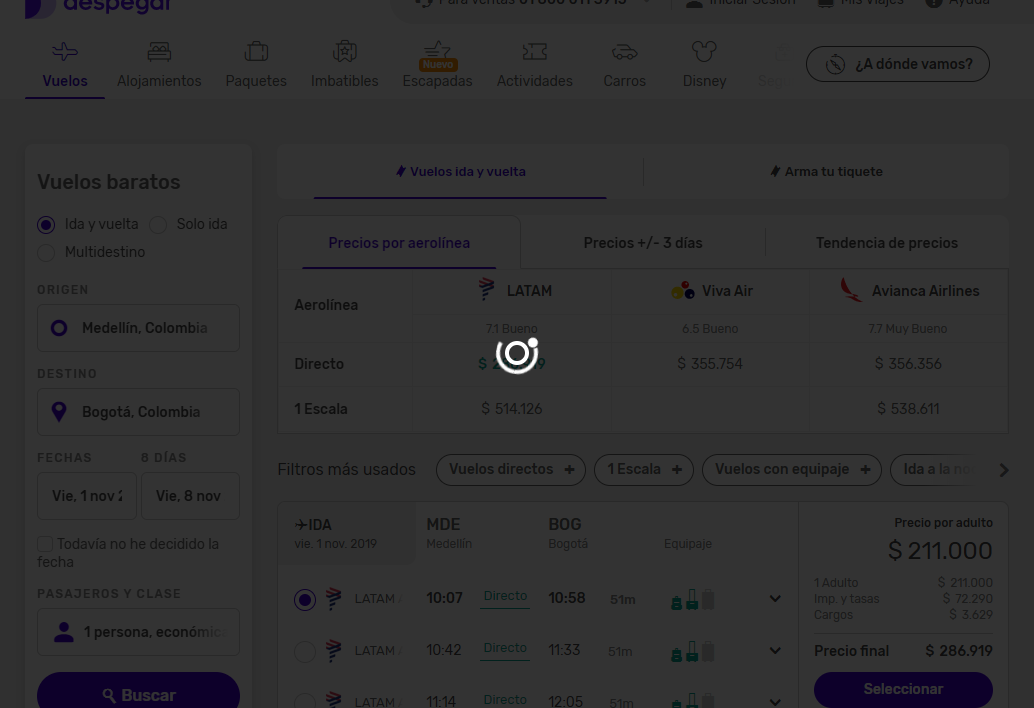 despegar
Para ventas 01 800 011 5915
Iniciar Sesión
Mis Viajes
Ayuda
Vuelos
Alojamientos
Paquetes
Imbatibles
Nuevo
Escapadas
Actividades
Carros
Disney
¿A dónde vamos?
Vuelos baratos
Ida y vuelta
Solo ida
Multidestino
ORIGEN
Medellín, Colombia
DESTINO
Bogotá, Colombia
FECHAS
8 DÍAS
Vie, 1 nov 2
Vie, 8 nov
Todavía no he decidido la
fecha
PASAJEROS Y CLASE
1 persona, económic
Buscar
Vuelos ida y vuelta
Arma tu tiquete
Precios por aerolínea
Precios +/- 3 días
Tendencia de precios
Aerolínea
LATAM
Viva Air
Avianca Airlines
7.1 Bueno
6.5 Bueno
7.7 Muy Bueno
Directo
$ 355.754
$ 356.356
1 Escala
$ 514.126
$ 538.611
Filtros más usados
Vuelos directos +
1 Escala +
Vuelos con equipaje +
Ida a la no
IDA
vie. 1 nov. 2019
MDE
Medellín
BOG
Bogotá
Equipaje
LATAM A
10:07
Directo
10:58
51m
LATAM A
10:42
Directo
11:33
51m
LATAM A
11:14
Directo
12:05
51m
Precio por adulto
$ 211.000
1 Adulto $ 211.000
Imp. y tasas $ 72.290
Cargos $ 3.629
Precio final $ 286.919
Seleccionar